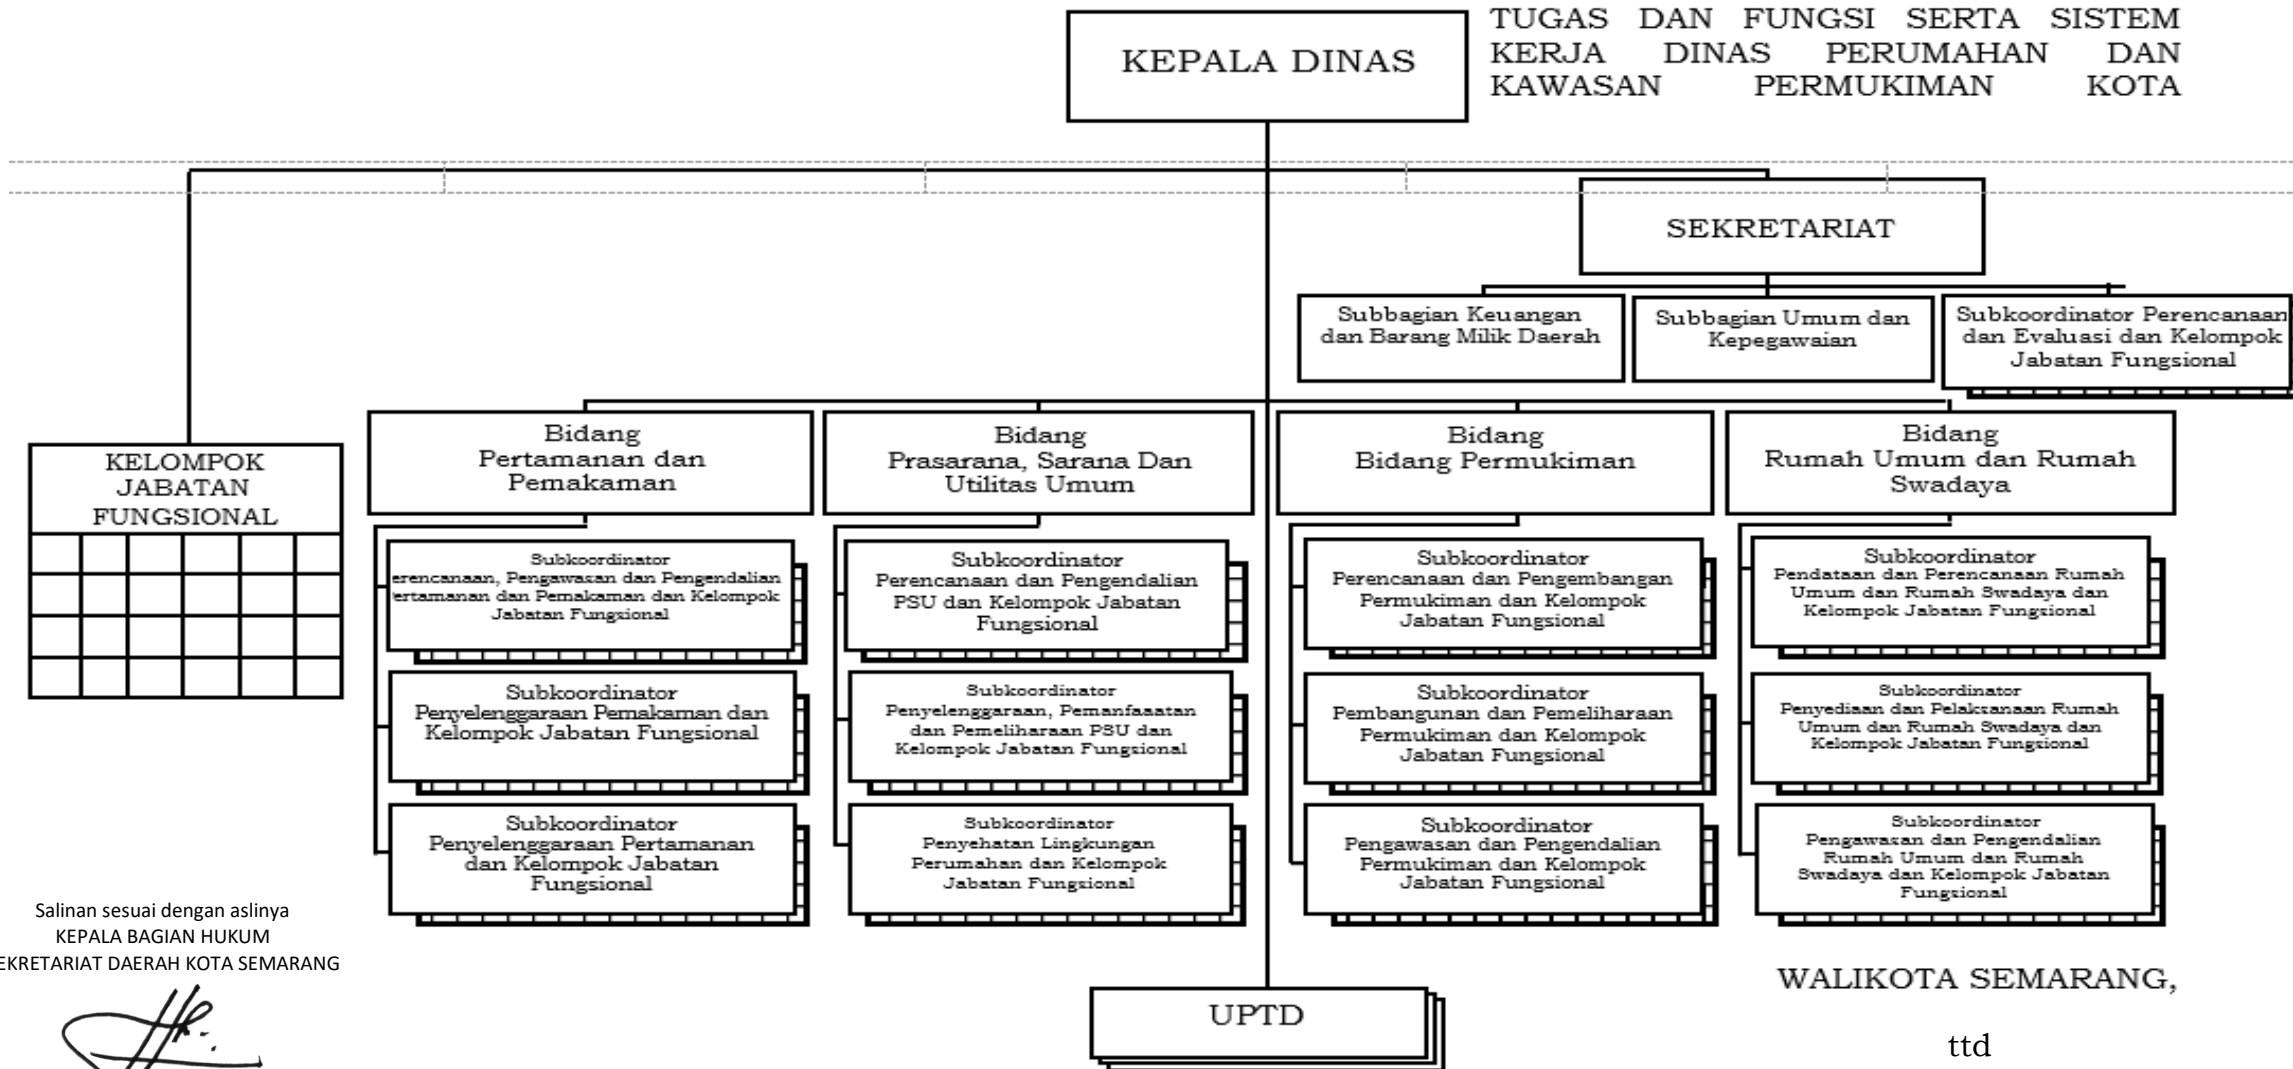 TUGAS DAN FUNGSI SERTA SISTEM
KERJA DINAS PERUMAHAN DAN
KAWASAN PERMUKIMAN KOTA
KEPALA DINAS
SEKRETARIAT
Subbagian Keuangan
dan Barang Milik Daerah
Subbagian Umum dan
Kepegawaian
Subkoordinator Perencanaan
dan Evaluasi dan Kelompok
Jabatan Fungsional
KELOMPOK
JABATAN
FUNGSIONAL
Bidang
Pertamanan dan
Pemakaman
Subkoordinator
erencanaan, Pengawasan dan Pengendalian
ertamanan dan Pemakaman dan Kelompok
Jabatan Fungsional
Subkoordinator
Penyelenggaraan Pemakaman dan
Kelompok Jabatan Fungsional
Subkoordinator
Penyelenggaraan Pertamanan
dan Kelompok Jabatan
Fungsional
Bidang
Prasarana, Sarana Dan
Utilitas Umum
Subkoordinator
Perencanaan dan Pengendalian
PSU dan Kelompok Jabatan
Fungsional
Subkoordinator
Penyelenggaraan, Pemanfaaatan
dan Pemeliharaan PSU dan
Kelompok Jabatan Fungsional
Subkoordinator
Penyehatan Lingkungan
Perumahan dan Kelompok
Jabatan Fungsional
Bidang
Bidang Permukiman
Subkoordinator
Perencanaan dan Pengembangan
Permukiman dan Kelompok
Jabatan Fungsional
Subkoordinator
Pembangunan dan Pemeliharaan
Permukiman dan Kelompok
Jabatan Fungsional
Subkoordinator
Pengawasan dan Pengendalian
Permukiman dan Kelompok
Jabatan Fungsional
Bidang
Rumah Umum dan Rumah
Swadaya
Subkoordinator
Pendataan dan Perencanaan Rumah
Umum dan Rumah Swadaya dan
Kelompok Jabatan Fungsional
Subkoordinator
Penyediaan dan Pelaksanaan Rumah
Umum dan Rumah Swadaya dan
Kelompok Jabatan Fungsional
Subkoordinator
Pengawasan dan Pengendalian
Rumah Umum dan Rumah
Swadaya dan Kelompok Jabatan
Fungsional
UPTD
Salinan sesuai dengan aslinya
KEPALA BAGIAN HUKUM
EKRETARIAT DAERAH KOTA SEMARANG
WALIKOTA SEMARANG,
ttd